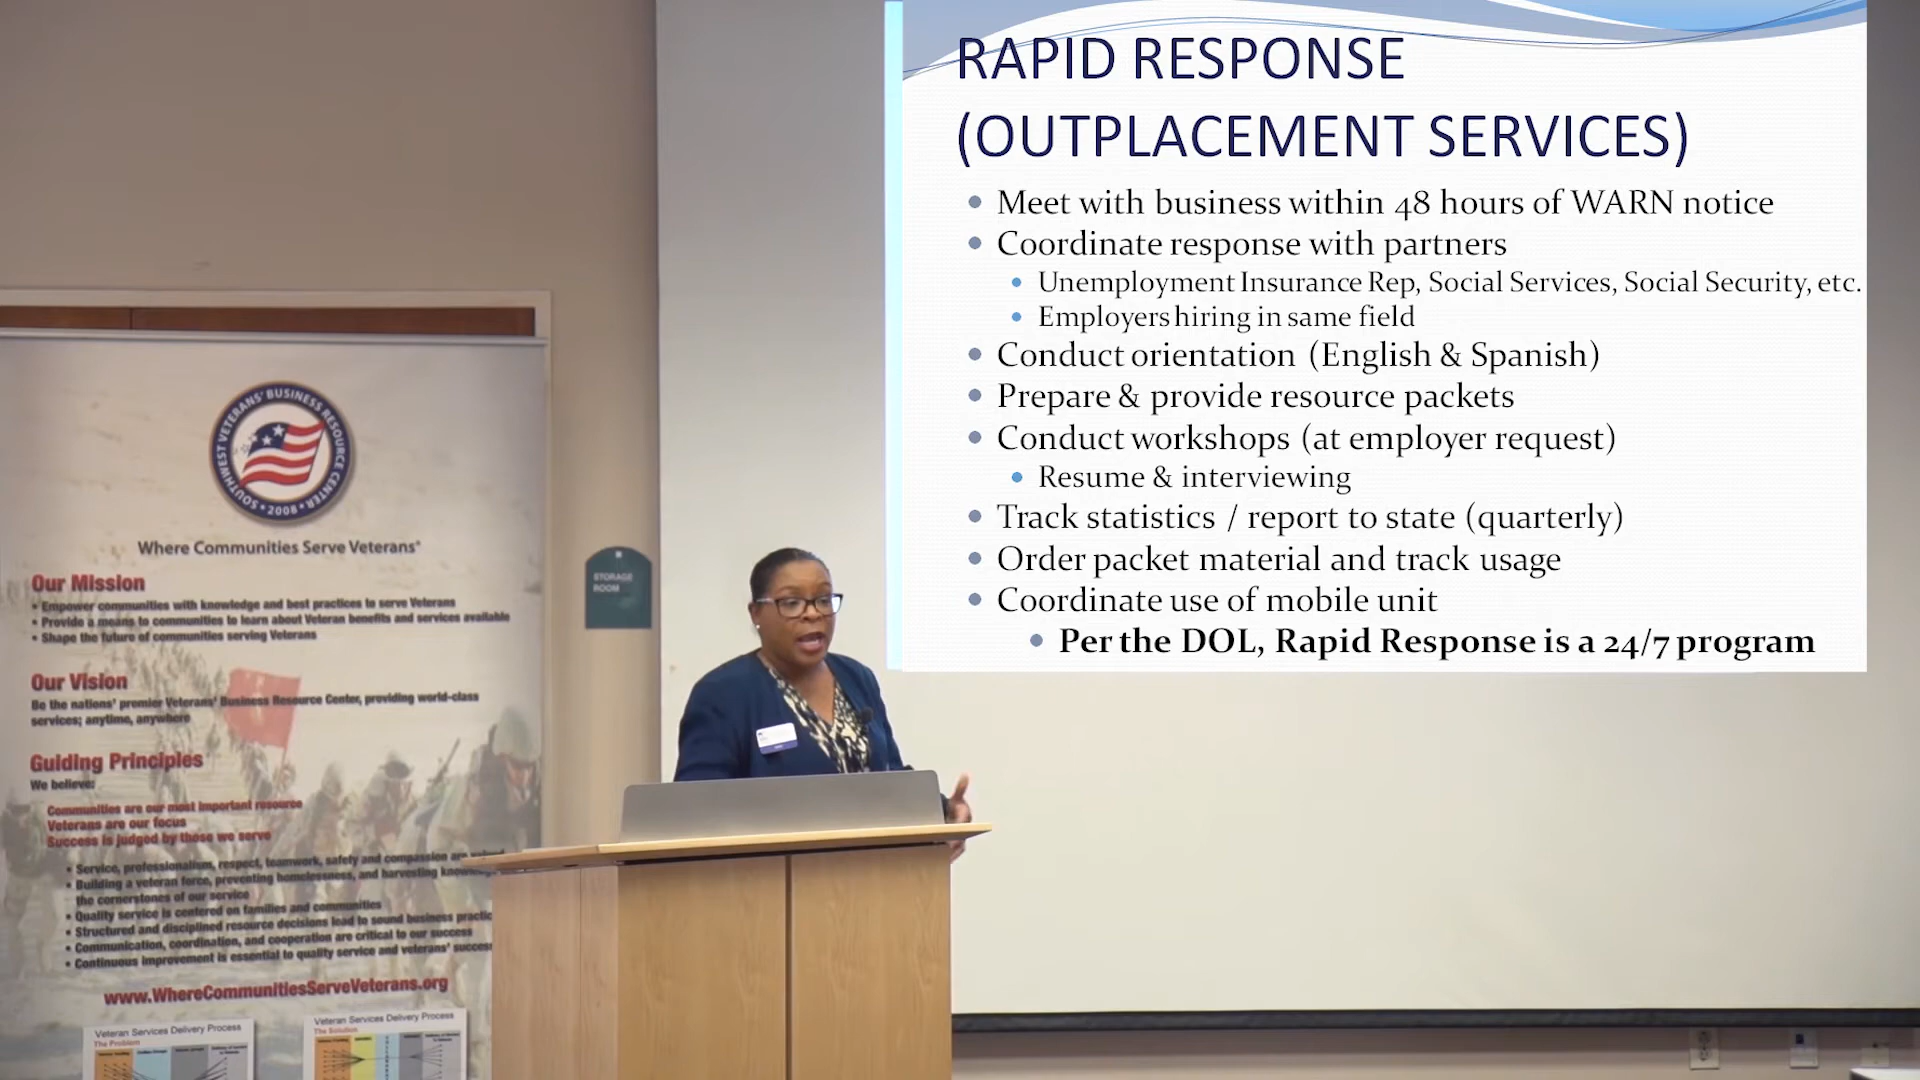 RAPID RESPONSE
(OUTPLACEMENT SERVICES)
• Meet with business within 48 hours of WARN notice
• Coordinate response with partners
• Unemployment Insurance Rep, Social Services, Social Security, etc.
• Employers hiring in same field
• Conduct orientation (English & Spanish)
• Prepare & provide resource packets
• Conduct workshops (at employer request)
• Resume & interviewing
• Track statistics / report to state (quarterly)
• Order packet material and track usage
• Coordinate use of mobile unit
• Per the DOL, Rapid Response is a 24/7 program
SOUTHWEST VETERANS' BUSINESS RESOURCE CENTER
• 2008 •
Where Communities Serve Veterans
Our Mission
• Empower communities with knowledge and best practices to serve Veterans
• Provide a means to communities to learn about Veteran benefits and services available
• Shape the future of communities serving Veterans
Our Vision
Be the nations' premier Veterans' Business Resource Center, providing world-class
services; anytime, anywhere
Guiding Principles
We believe:
Communities are our most important resource
Veterans are our focus
Success is judged by those we serve
• Service, professionalism, respect, teamwork, safety and compassion are
• Building a veteran force, preventing homelessness, and harvesting
the cornerstones of our service
• Quality service is centered on families and communities
• Structured and disciplined resource decisions lead to sound business practic
• Communication, coordination, and cooperation are critical to our success
• Continuous improvement is essential to quality service and veterans' success
www.WhereCommunitiesServeVeterans.org
Veteran Services Delivery Process
The Problem
Veteran Services Delivery Process
The Solution
STORAGE
ROOM